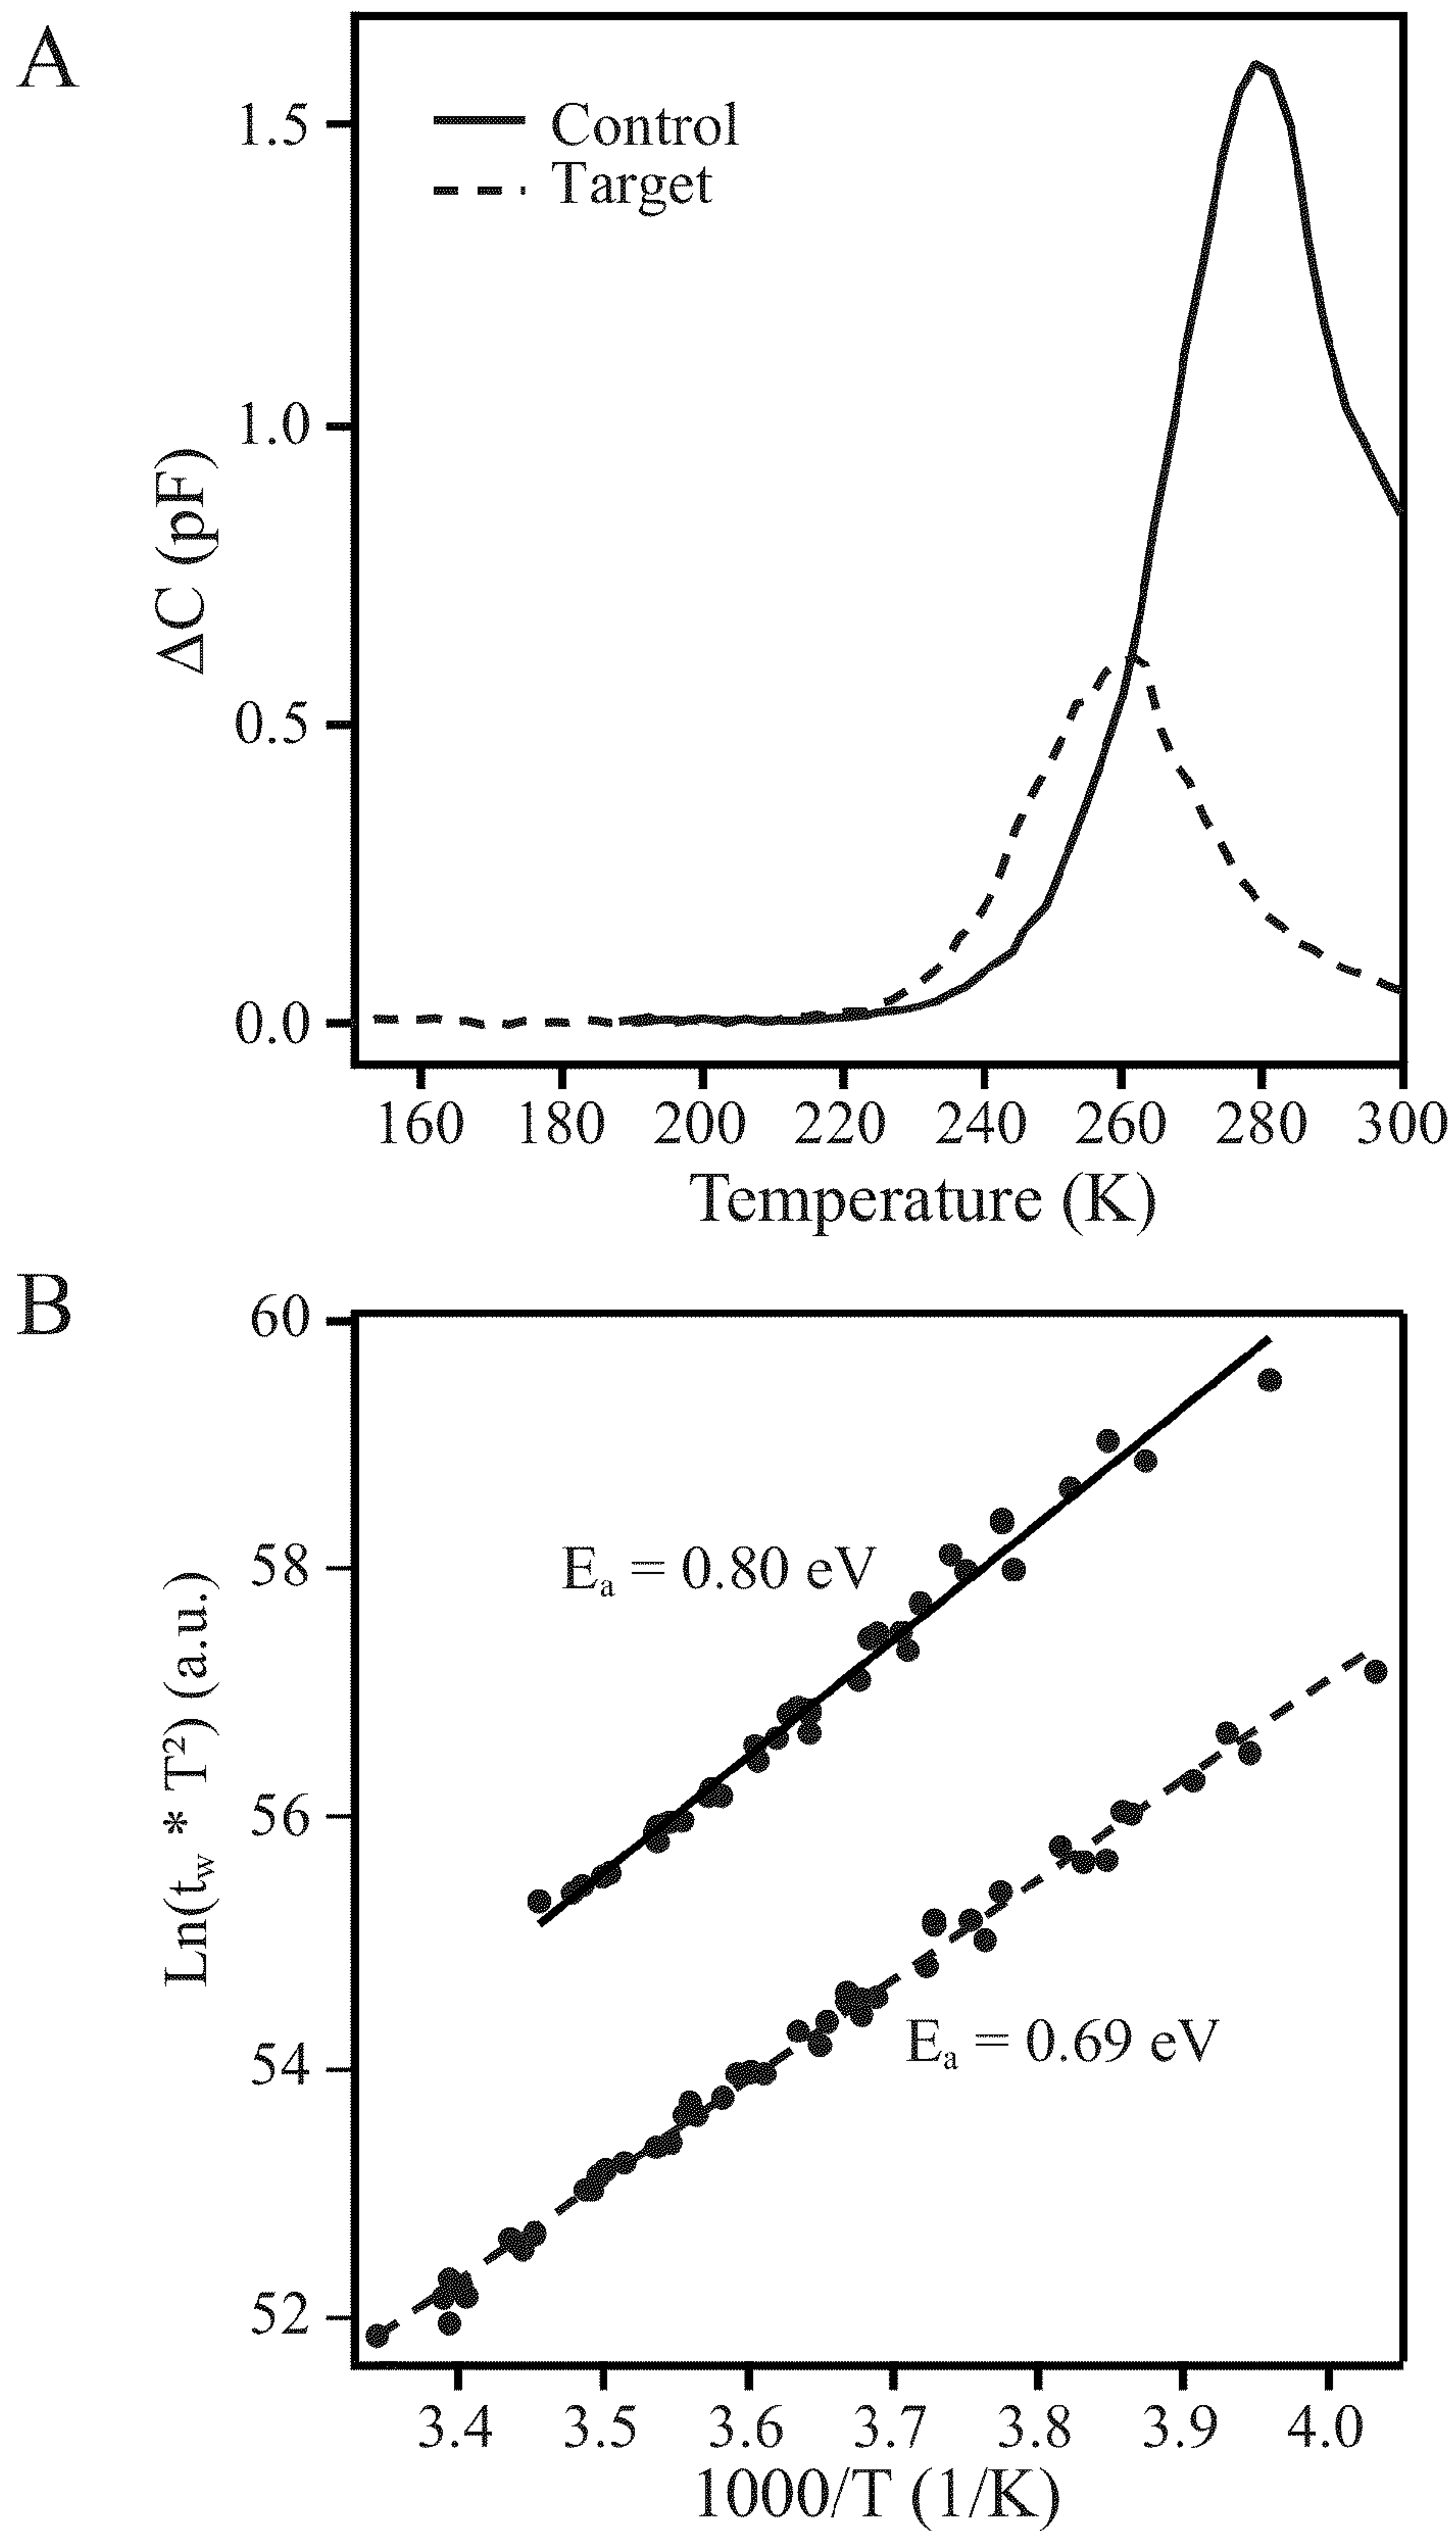 A
1.5
1.0
0.5
0.0
ΔC (pF)
Control
Target
160 180 200 220 240 260 280 300
Temperature (K)
B
60
58
56
54
52
Ln(tw * T²) (a.u.)
Ea = 0.80 eV
Ea = 0.69 eV
3.4 3.5 3.6 3.7 3.8 3.9 4.0
1000/T (1/K)